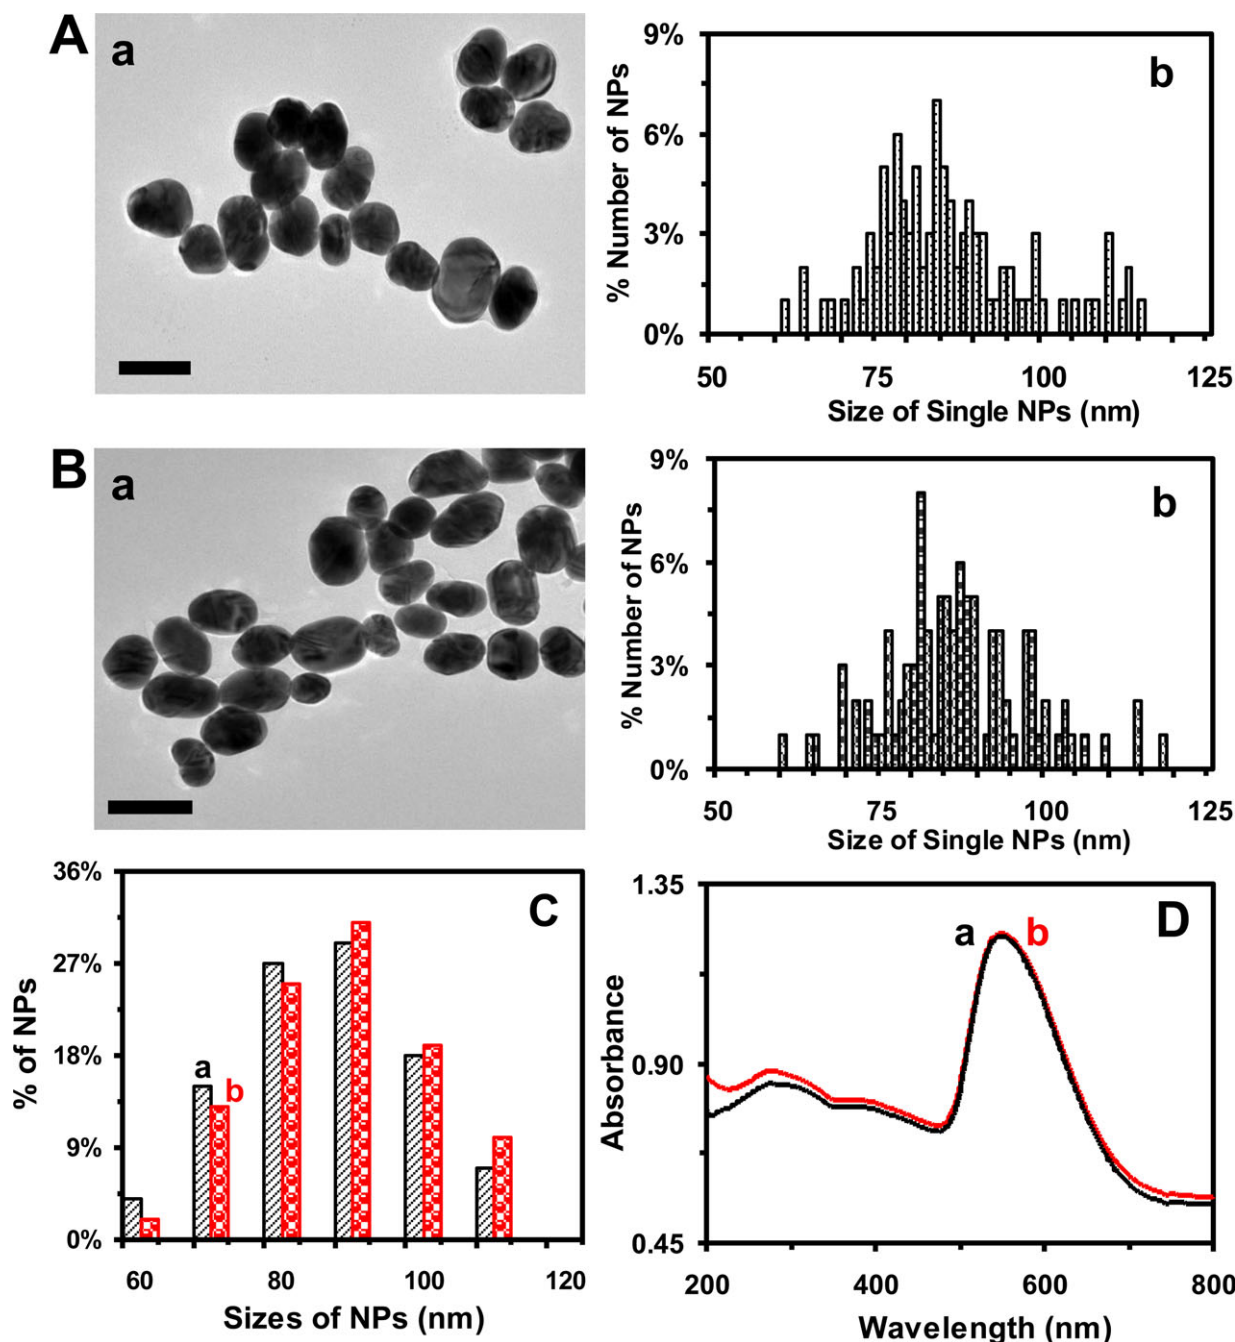 A
a
9%
6%
3%
0%
% Number of NPs
b
50 75 100 125
Size of Single NPs (nm)
B
a
9%
6%
3%
0%
% Number of NPs
b
50 75 100 125
Size of Single NPs (nm)
36%
27%
18%
9%
0%
% of NPs
C
a
b
60 80 100 120
Sizes of NPs (nm)
1.35
0.90
0.45
Absorbance
D
a b
200 400 600 800
Wavelength (nm)